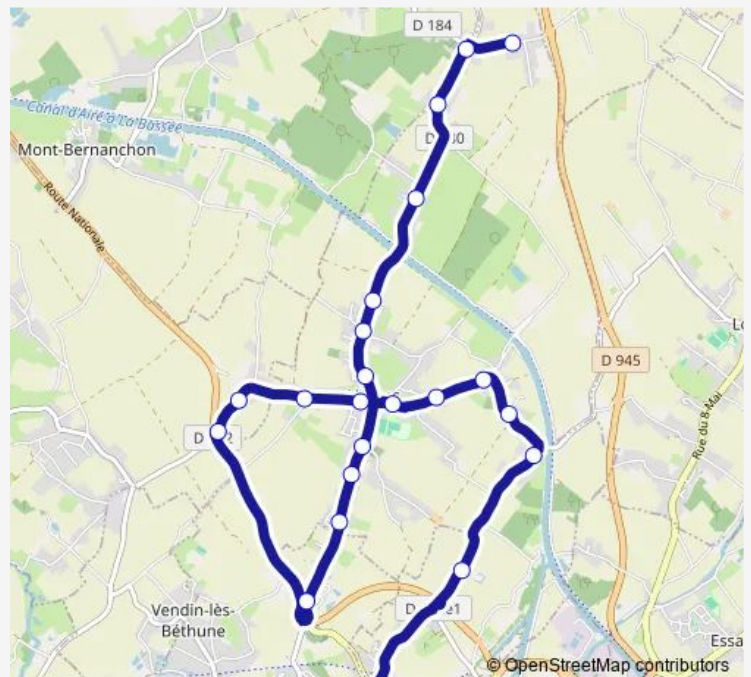 D 184
Canal d'Aire à La Bassée
Mont-Bernanchon
Route Nationale
D 945
Rue du 8-Mai
Vendin-lès-
Béthune
Essa
© OpenStreetMap contributors